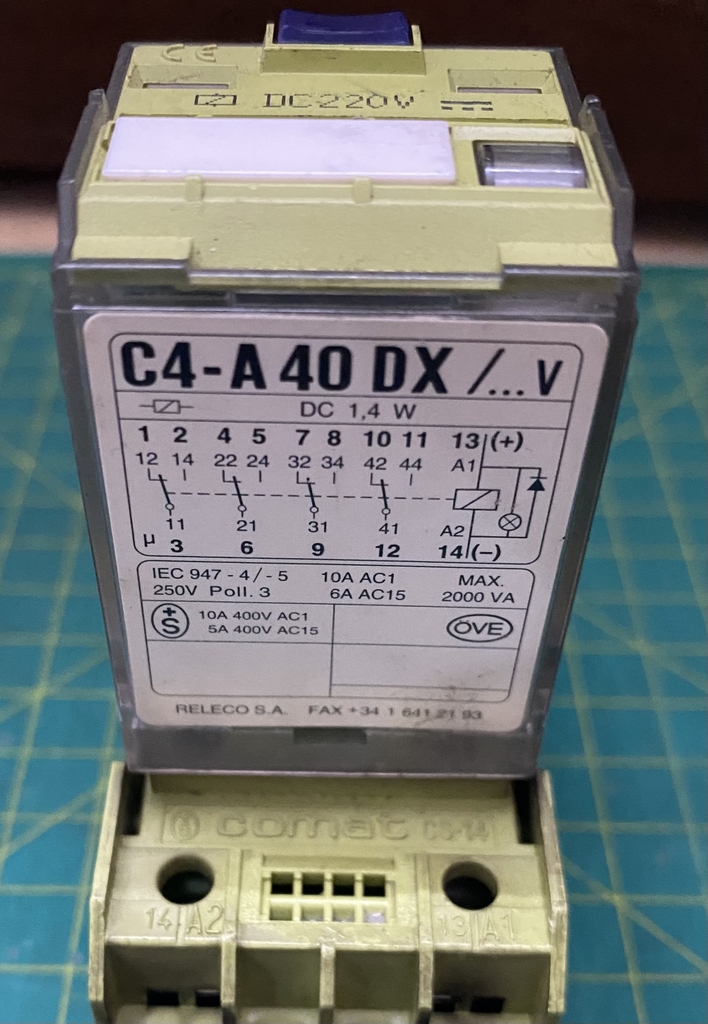 CE
DC220V
C4-A40 DX /... V
DC 1,4 W
1 2 4 5 7 8 10 11 13 (+)
12 14 22 24 32 34 42 44 A1
11 21 31 41 A2
μ 3 6 9 12 14 (−)
IEC 947 - 4/ - 5 10A AC1 MAX.
250V Poll. 3 6A AC15 2000 VA
+S 10A 400V AC1 ÖVE
5A 400V AC15
RELECO S.A. FAX +34 1 641 21 93
comat CS-14
14 A2 13 A1